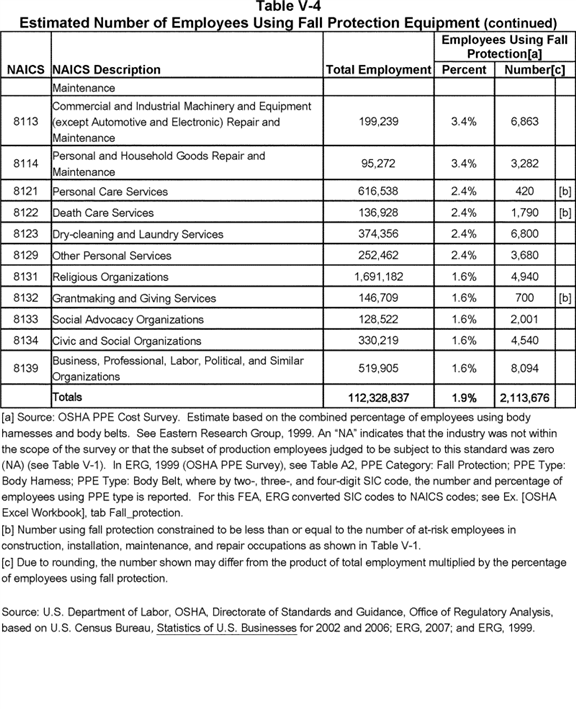 Table V-4
Estimated Number of Employees Using Fall Protection Equipment (continued)
Employees Using Fall
Protection[a]
NAICS NAICS Description Total Employment Percent Number[c]
Maintenance
8113 Commercial and Industrial Machinery and Equipment
(except Automotive and Electronic) Repair and 199,239 3.4% 6,863
Maintenance
8114 Personal and Household Goods Repair and 95,272 3.4% 3,282
Maintenance
8121 Personal Care Services 616,538 2.4% 420 [b]
8122 Death Care Services 136,928 2.4% 1,790 [b]
8123 Dry-cleaning and Laundry Services 374,356 2.4% 6,800
8129 Other Personal Services 252,462 2.4% 3,680
8131 Religious Organizations 1,691,182 1.6% 4,940
8132 Grantmaking and Giving Services 146,709 1.6% 700 [b]
8133 Social Advocacy Organizations 128,522 1.6% 2,001
8134 Civic and Social Organizations 330,219 1.6% 4,540
8139 Business, Professional, Labor, Political, and Similar 519,905 1.6% 8,094
Organizations
Totals 112,328,837 1.9% 2,113,676
[a] Source: OSHA PPE Cost Survey. Estimate based on the combined percentage of employees using body
harnesses and body belts. See Eastern Research Group, 1999. An “NA” indicates that the industry was not within
the scope of the survey or that the subset of production employees judged to be subject to this standard was zero
(NA) (see Table V-1). In ERG, 1999 (OSHA PPE Survey), see Table A2, PPE Category: Fall Protection; PPE Type:
Body Harness; PPE Type: Body Belt, where by two-, three-, and four-digit SIC code, the number and percentage of
employees using PPE type is reported. For this FEA, ERG converted SIC codes to NAICS codes; see Ex. [OSHA
Excel Workbook], tab Fall_protection.
[b] Number using fall protection constrained to be less than or equal to the number of at-risk employees in
construction, installation, maintenance, and repair occupations as shown in Table V-1.
[c] Due to rounding, the number shown may differ from the product of total employment multiplied by the percentage
of employees using fall protection.
Source: U.S. Department of Labor, OSHA, Directorate of Standards and Guidance, Office of Regulatory Analysis,
based on U.S. Census Bureau, Statistics of U.S. Businesses for 2002 and 2006; ERG, 2007; and ERG, 1999.